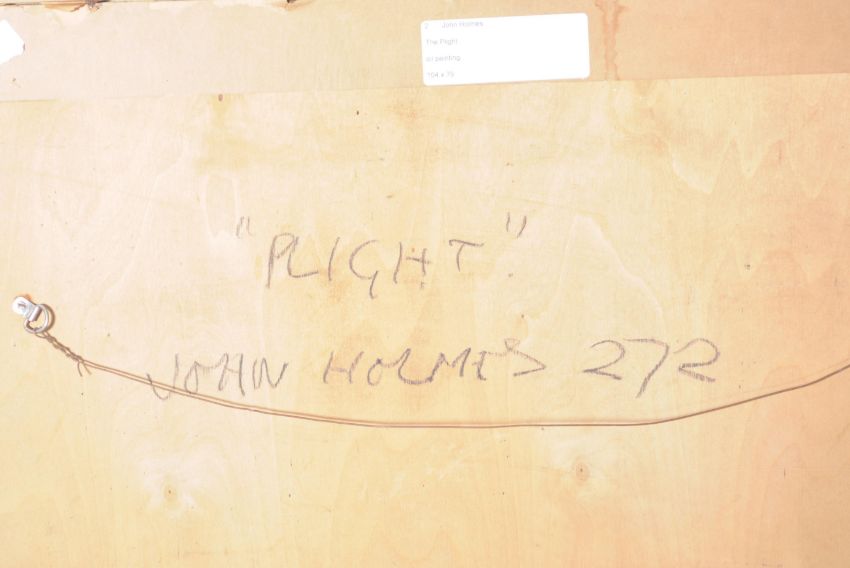 2 John Holmes
The Plight
oil painting
104 x 75
"PLIGHT".
JOHN HOLMES 272